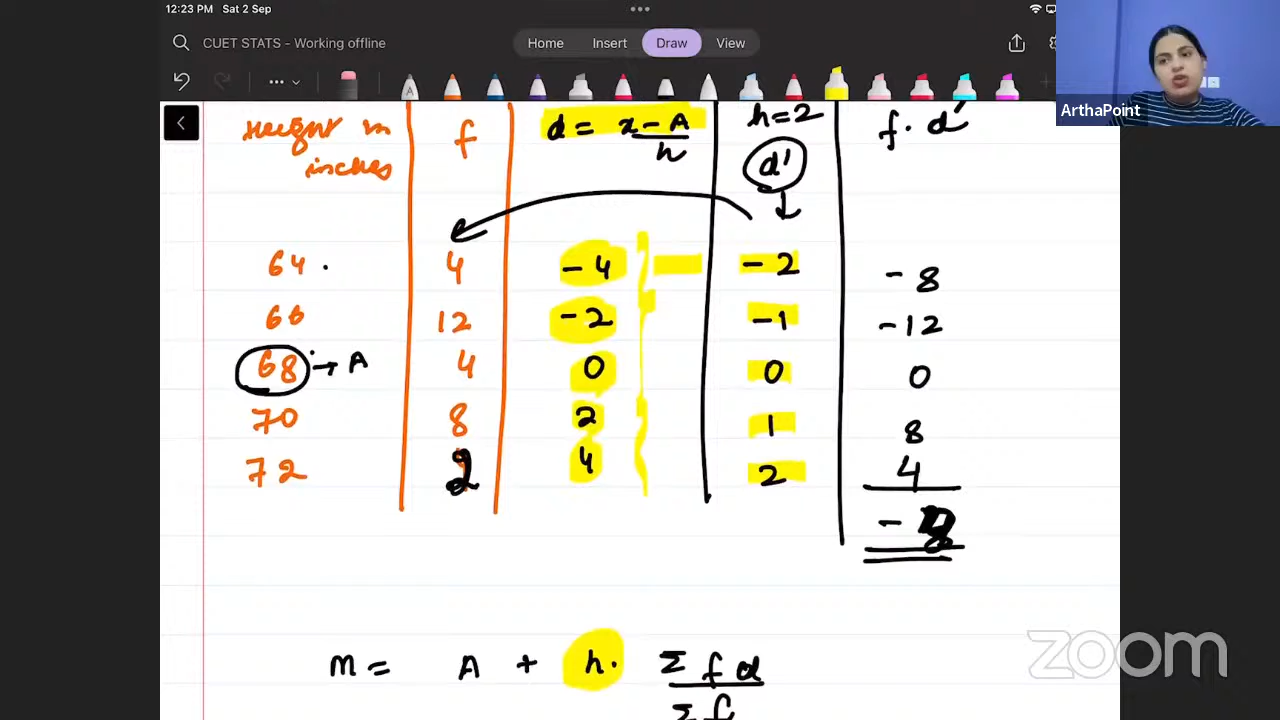 12:23 PM Sat 2 Sep
CUET STATS - Working offline
Home Insert Draw View
ArthaPoint
Height in inches f d = x - A / h h = 2 d' f. d'
64 . 4 - 4 - 2 - 8
66 12 - 2 - 1 - 12
68 → A 4 0 0 0
70 8 2 1 8
72 2 4 2 4
- 8
M = A + h. Σ f d / Σ f
zoom